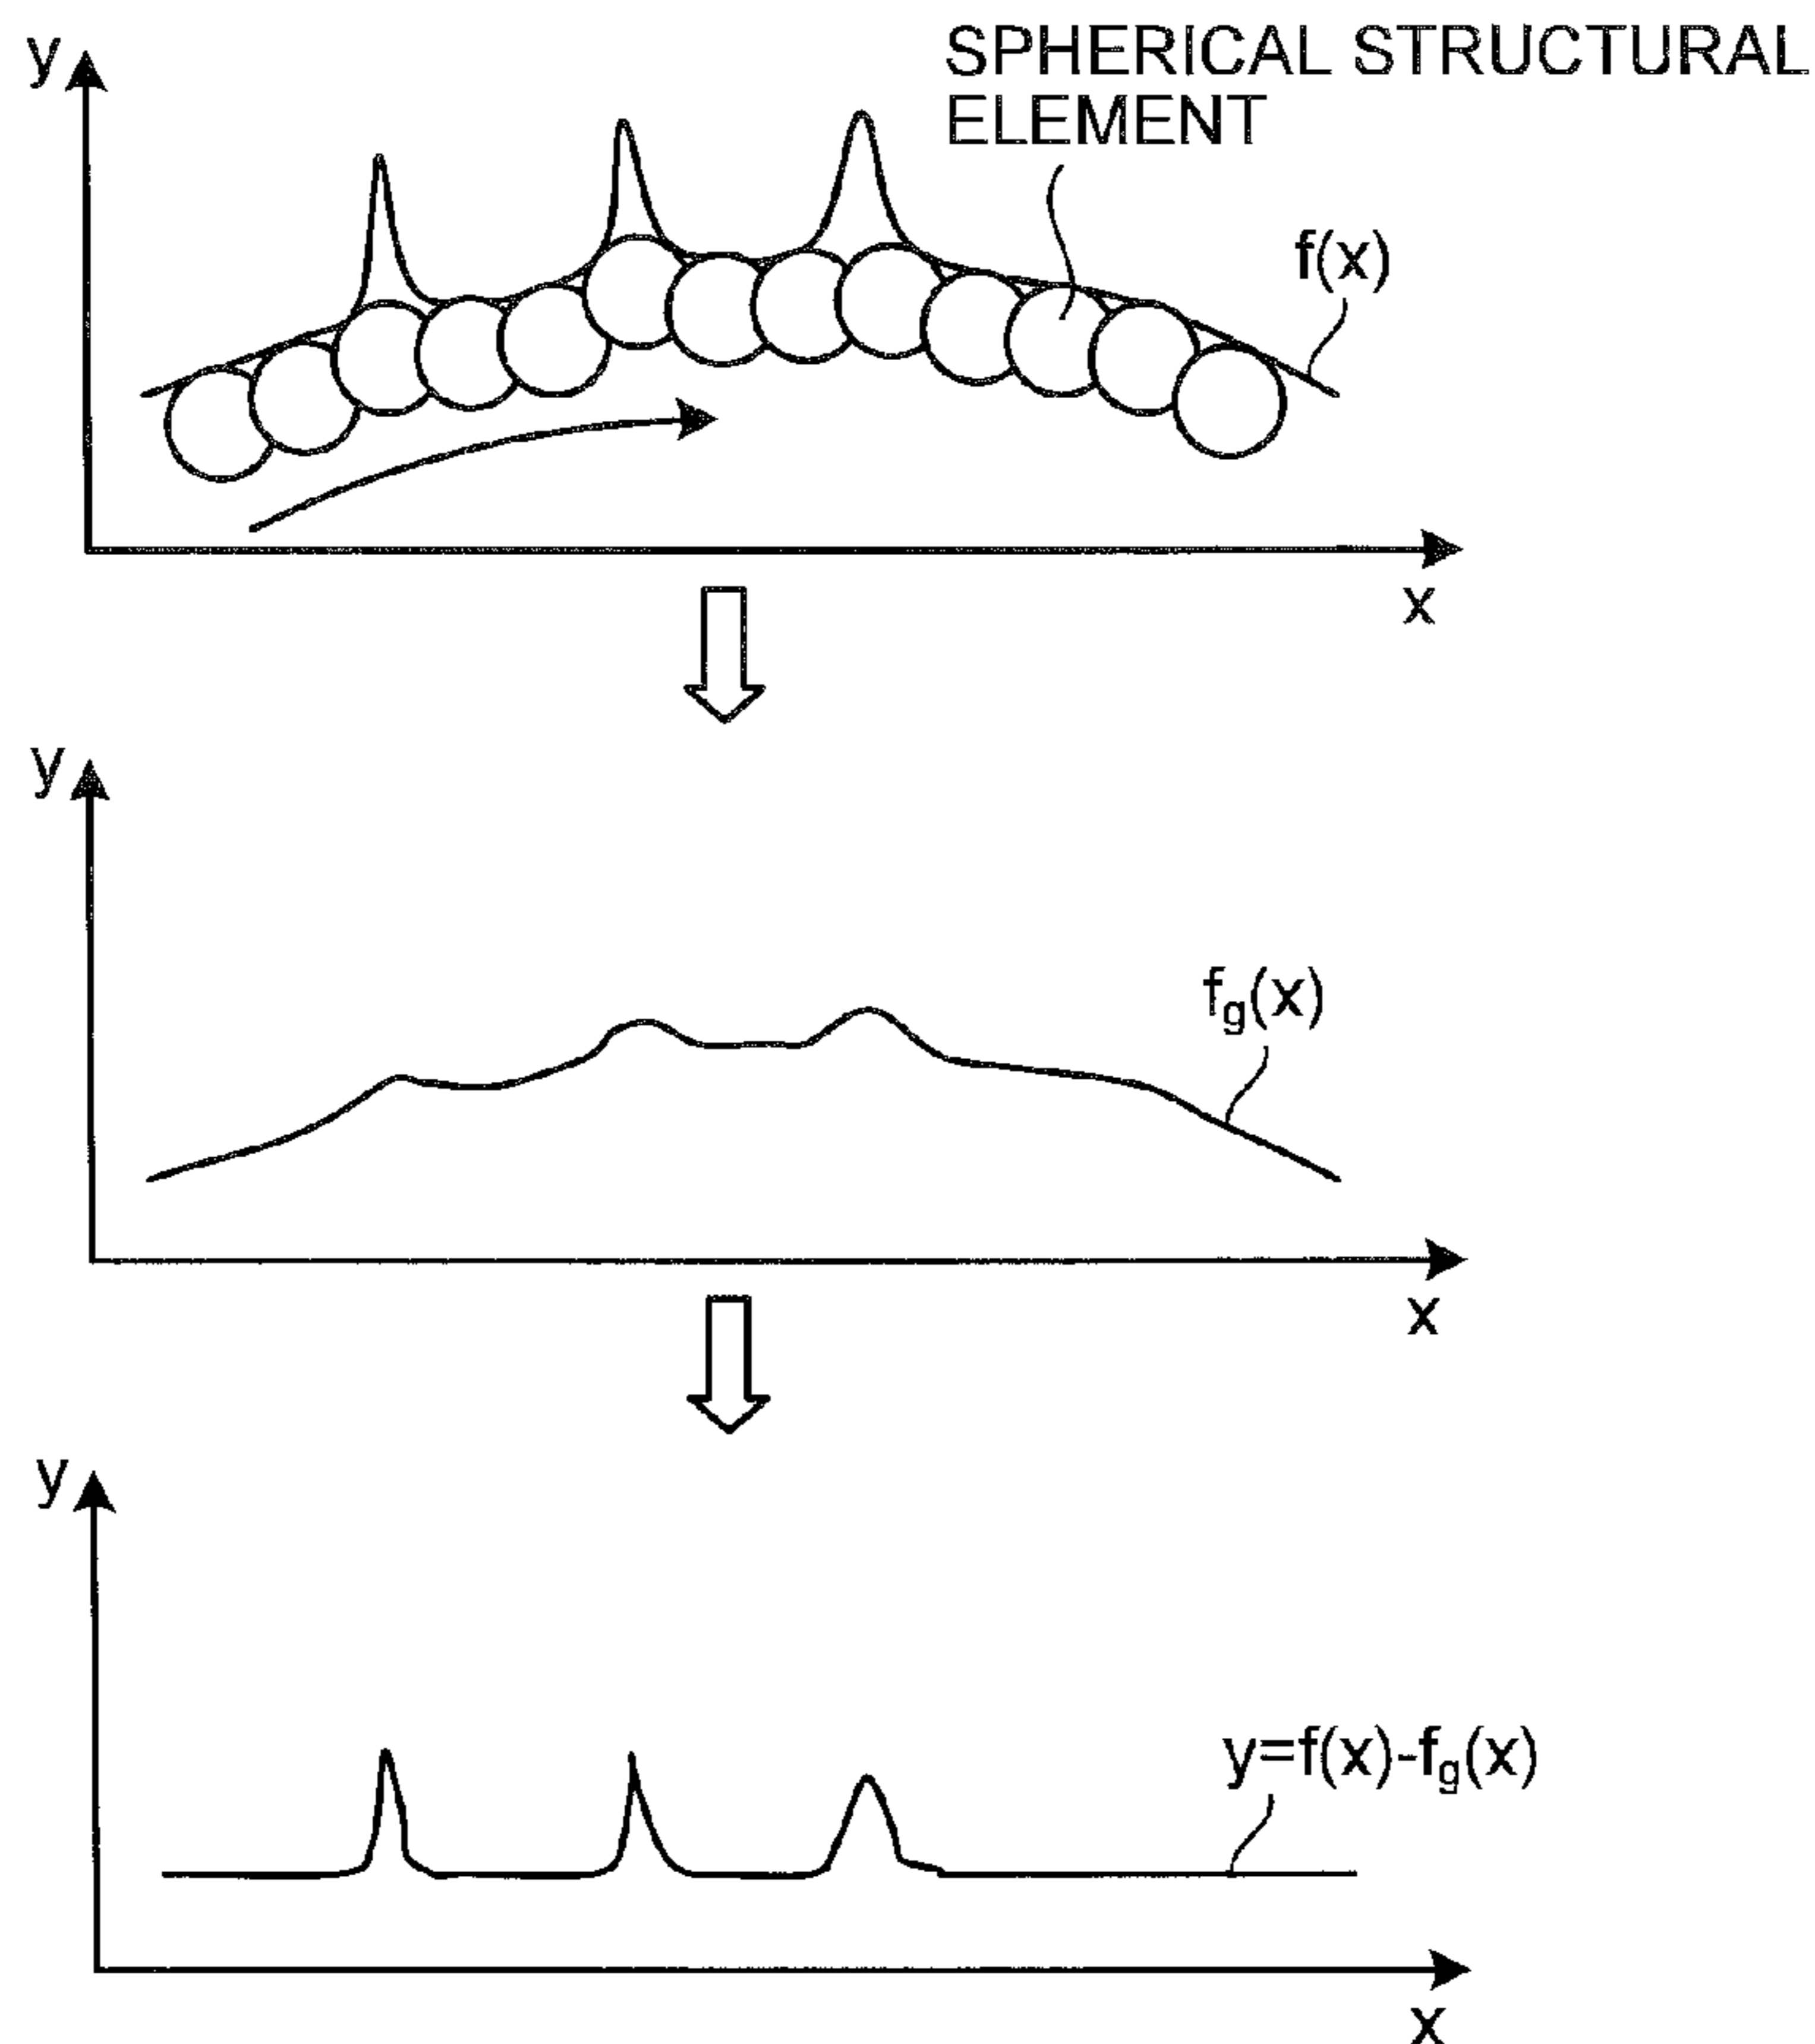 y
SPHERICAL STRUCTURAL
ELEMENT
f(x)
x
y
fg(x)
x
y
y=f(x)-fg(x)
x